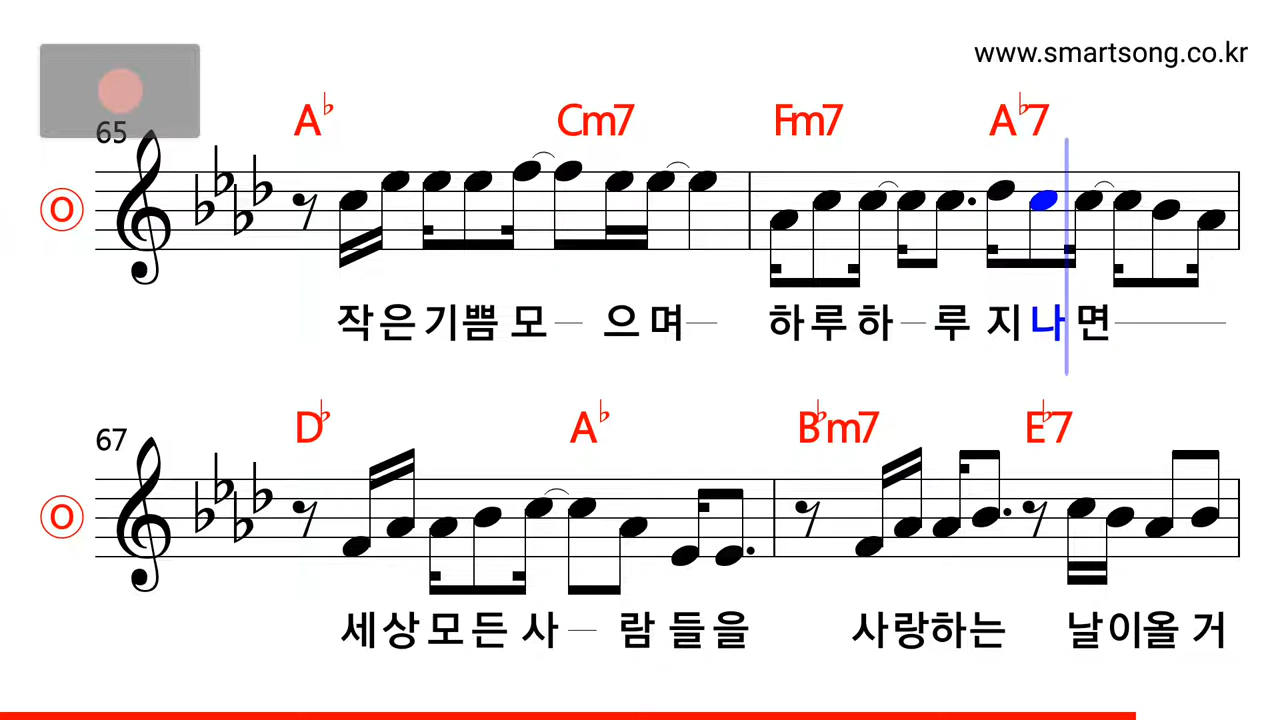 www.smartsong.co.kr
A♭ Cm7 Fm7 A♭7
65
O
작은기쁨 모 으며 하루하 루 지나면
D♭ A♭ B♭m7 E♭7
67
O
세상모든 사 람 들을 사랑하는 날이올 거